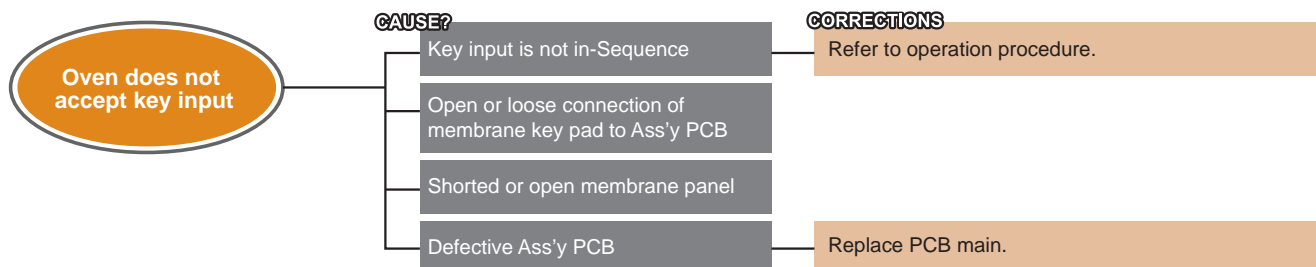 CAUSE?
CORRECTIONS
Oven does not
accept key input
Key input is not in-Sequence
Refer to operation procedure.
Open or loose connection of
membrane key pad to Ass’y PCB
Shorted or open membrane panel
Defective Ass’y PCB
Replace PCB main.